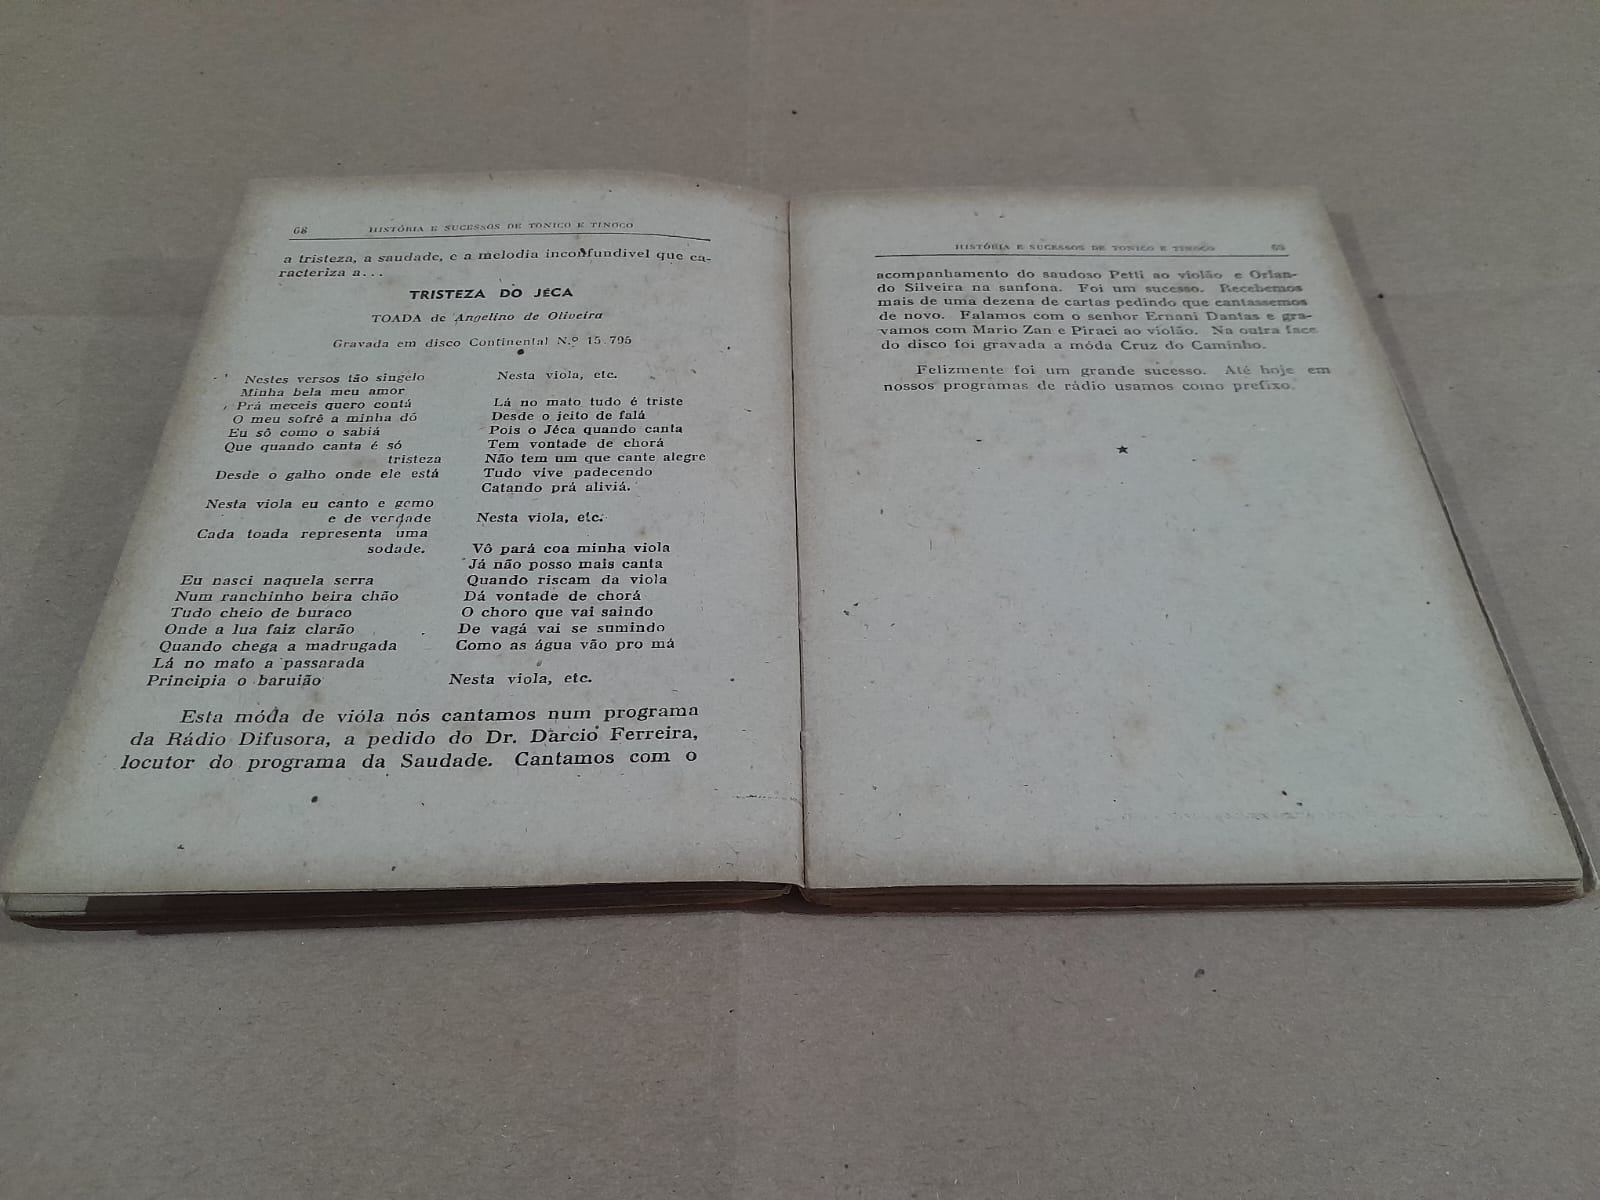 68 HISTÓRIA E SUCESSOS DE TONICO E TINOCO
a tristeza, a saudade, e a melodia inconfundivel que ca-
racteriza a...
TRISTEZA DO JÉCA
TOADA de Angelino de Oliveira
Gravada em disco Continental N.º 15.795
Nestes versos tão singelo
Minha bela meu amor
Prá meceis quero contá
O meu sofrê a minha dó
Eu sô como o sabiá
Que quando canta é só
tristeza
Desde o galho onde ele está
Nesta viola eu canto e gemo
e de verdade
Cada toada representa uma
sodade.
Eu nasci naquela serra
Num ranchinho beira chão
Tudo cheio de buraco
Onde a lua faiz clarão
Quando chega a madrugada
Lá no mato a passarada
Principia o baruião
Nesta viola, etc.
Lá no mato tudo é triste
Desde o jeito de falá
Pois o Jéca quando canta
Tem vontade de chorá
Não tem um que cante alegre
Tudo vive padecendo
Catando prá aliviá.
Nesta viola, etc.
Vô pará coa minha viola
Já não posso mais canta
Quando riscam da viola
Dá vontade de chorá
O choro que vai saindo
De vagá vai se sumindo
Como as água vão pro má
Nesta viola, etc.
Esta móda de vióla nós cantamos num programa
da Rádio Difusora, a pedido do Dr. Darcio Ferreira,
locutor do programa da Saudade. Cantamos com o
HISTÓRIA E SUCESSOS DE TONICO E TINOCO 69
acompanhamento do saudoso Petti ao violão e Orlan-
do Silveira na sanfona. Foi um sucesso. Recebemos
mais de uma dezena de cartas pedindo que cantassemos
de novo. Falamos com o senhor Ernani Dantas e gra-
vamos com Mario Zan e Piraci ao violão. Na outra face
do disco foi gravada a móda Cruz do Caminho.
Felizmente foi um grande sucesso. Até hoje em
nossos programas de rádio usamos como prefixo.